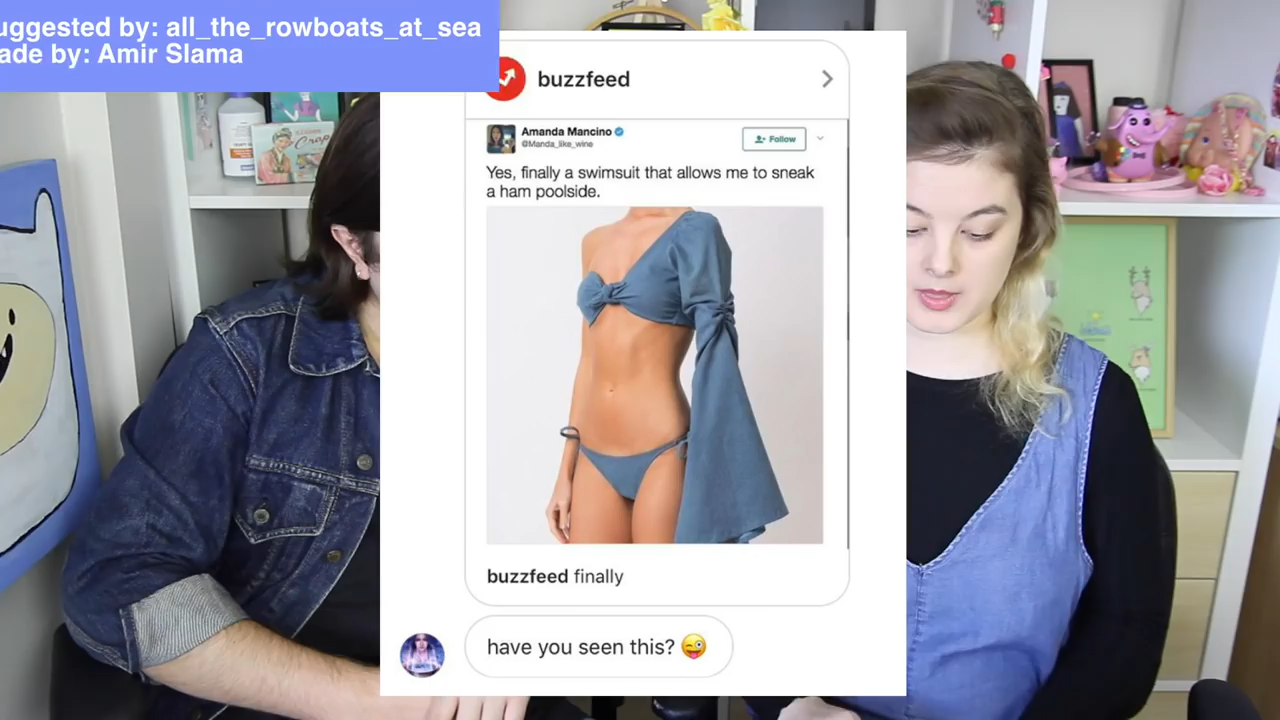 uggested by: all_the_rowboats_at_sea
ade by: Amir Slama
buzzfeed
Amanda Mancino
@Manda_like_wine
Follow
Yes, finally a swimsuit that allows me to sneak
a ham poolside.
buzzfeed finally
have you seen this? 😜